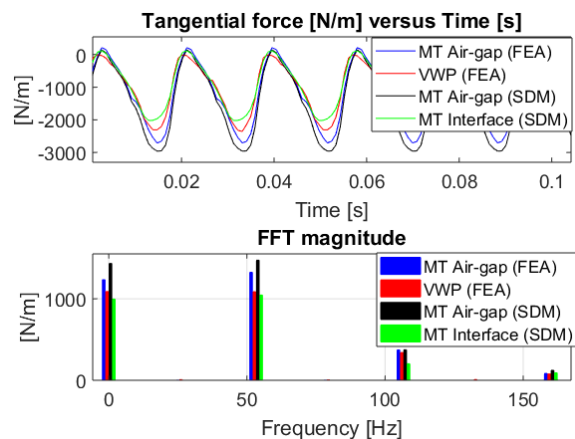 Tangential force [N/m] versus Time [s]
MT Air-gap (FEA)
VWP (FEA)
MT Air-gap (SDM)
MT Interface (SDM)
[N/m]
0
-1000
-2000
-3000
0.02
0.04
0.06
0.08
0.1
Time [s]
FFT magnitude
MT Air-gap (FEA)
VWP (FEA)
MT Air-gap (SDM)
MT Interface (SDM)
[N/m]
1000
0
0
50
100
150
Frequency [Hz]